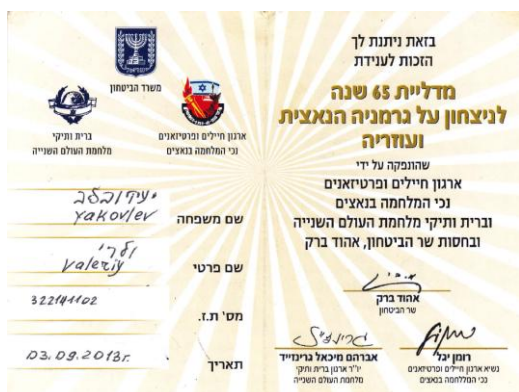 משרד הביטחון
ברית ותיקי
מלחמת העולם השנייה
ארגון חיילים ופרטיזאנים
נכי המלחמה בנאצים
יעקובלב
Yakovlev
שם משפחה
ולרי
Valeriy
שם פרטי
322141102
מס' ת.ז.
03.09.2013г.
תאריך
בזאת ניתנת לך
הזכות לענידת
מדליית 65 שנה
לניצחון על גרמניה הנאצית
ועוזריה
שהונפקה על ידי
ארגון חיילים ופרטיזאנים
נכי המלחמה בנאצים
וברית ותיקי מלחמת העולם השנייה
ובחסות שר הביטחון, אהוד ברק
אהוד ברק
שר הביטחון
רומן יגל
נשיא ארגון חיילים ופרטיזאנים
נכי המלחמה בנאצים
אברהם מיכאל גרינזייד
יו"ר ארגון ברית ותיקי
מלחמת העולם השנייה